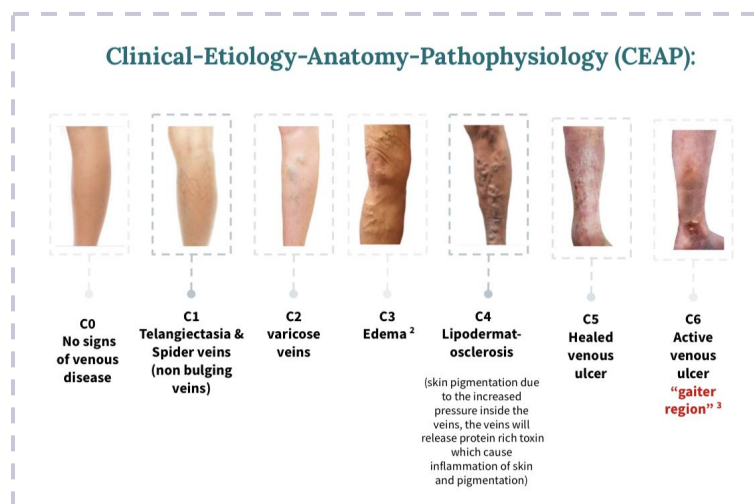 Clinical-Etiology-Anatomy-Pathophysiology (CEAP):
C0
No signs
of venous
disease
C1
Telangiectasia &
Spider veins
(non bulging
veins)
C2
varicose
veins
C3
Edema ²
C4
Lipodermat-
osclerosis
(skin pigmentation due
to the increased
pressure inside the
veins, the veins will
release protein rich toxin
which cause
inflammation of skin
and pigmentation)
C5
Healed
venous
ulcer
C6
Active
venous
ulcer
“gaiter
region” ³